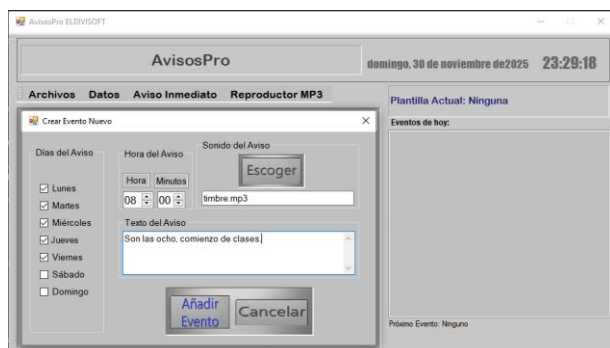 AvisosPro ELDIVISOFT
AvisosPro
domingo, 30 de noviembre de2025 23:29:18
Archivos Datos Aviso Inmediato Reproductor MP3
Plantilla Actual: Ninguna
Eventos de hoy:
Crear Evento Nuevo
Días del Aviso
Lunes
Martes
Miércoles
Jueves
Viernes
Sábado
Domingo
Hora del Aviso
Hora Minutos
08 00
Sonido del Aviso
Escoger
timbre.mp3
Texto del Aviso
Son las ocho, comienzo de clases.
Añadir
Evento
Cancelar
Próximo Evento: Ninguno